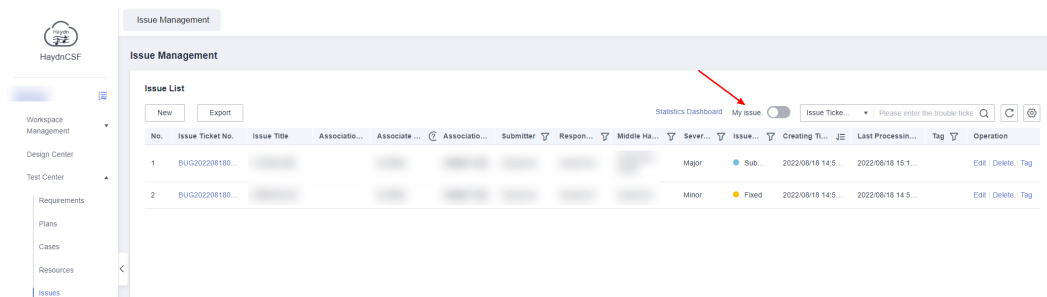 Haydn
HaydnCSF
Workspace
Management
Design Center
Test Center
Requirements
Plans
Cases
Resources
Issues
Issue Management
Issue Management
Issue List
New Export Statistics Dashboard My issue. Issue Ticke... Please enter the trouble ticke
No. Issue Ticket No. Issue Title Associatio... Associate ... ? Associatio... Submitter Respon... Middle Ha... Sever... Issue... Creating Ti... Last Processin... Tag Operation
1 BUG202208180... Major Sub... 2022/08/18 14:5... 2022/08/18 15:1... Edit | Delete | Tag
2 BUG202208180... Minor Fixed 2022/08/18 14:5... 2022/08/18 14:5... Edit | Delete | Tag